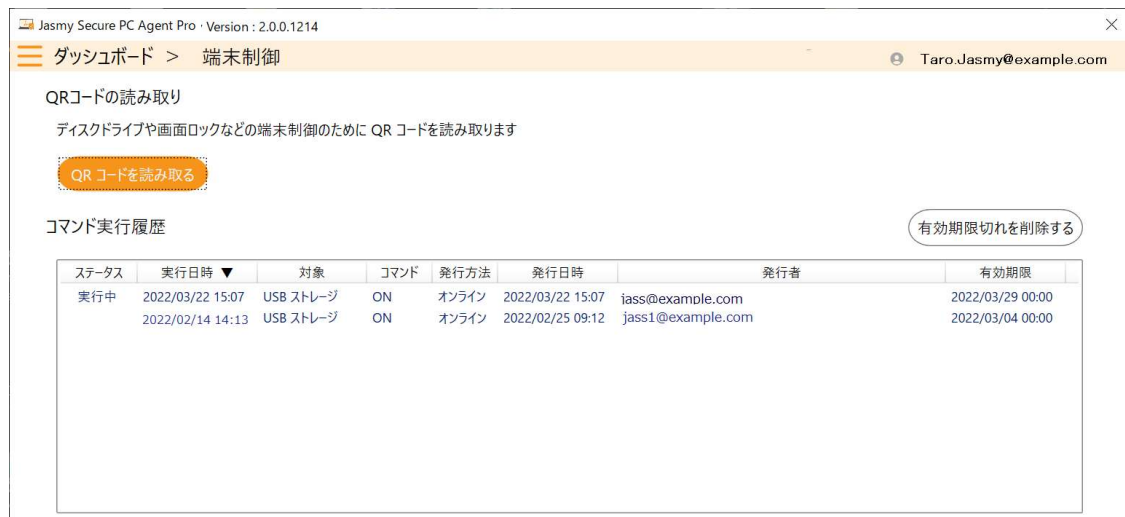 Jasmy Secure PC Agent Pro · Version : 2.0.0.1214
ダッシュボード > 端末制御 Taro.Jasmy@example.com
QRコードの読み取り
ディスクドライブや画面ロックなどの端末制御のために QR コードを読み取ります
QR コードを読み取る
コマンド実行履歴 有効期限切れを削除する
ステータス 実行日時 ▼ 対象 コマンド 発行方法 発行日時 発行者 有効期限
実行中 2022/03/22 15:07 USB ストレージ ON オンライン 2022/03/22 15:07 jass@example.com 2022/03/29 00:00
2022/02/14 14:13 USB ストレージ ON オンライン 2022/02/25 09:12 jass1@example.com 2022/03/04 00:00